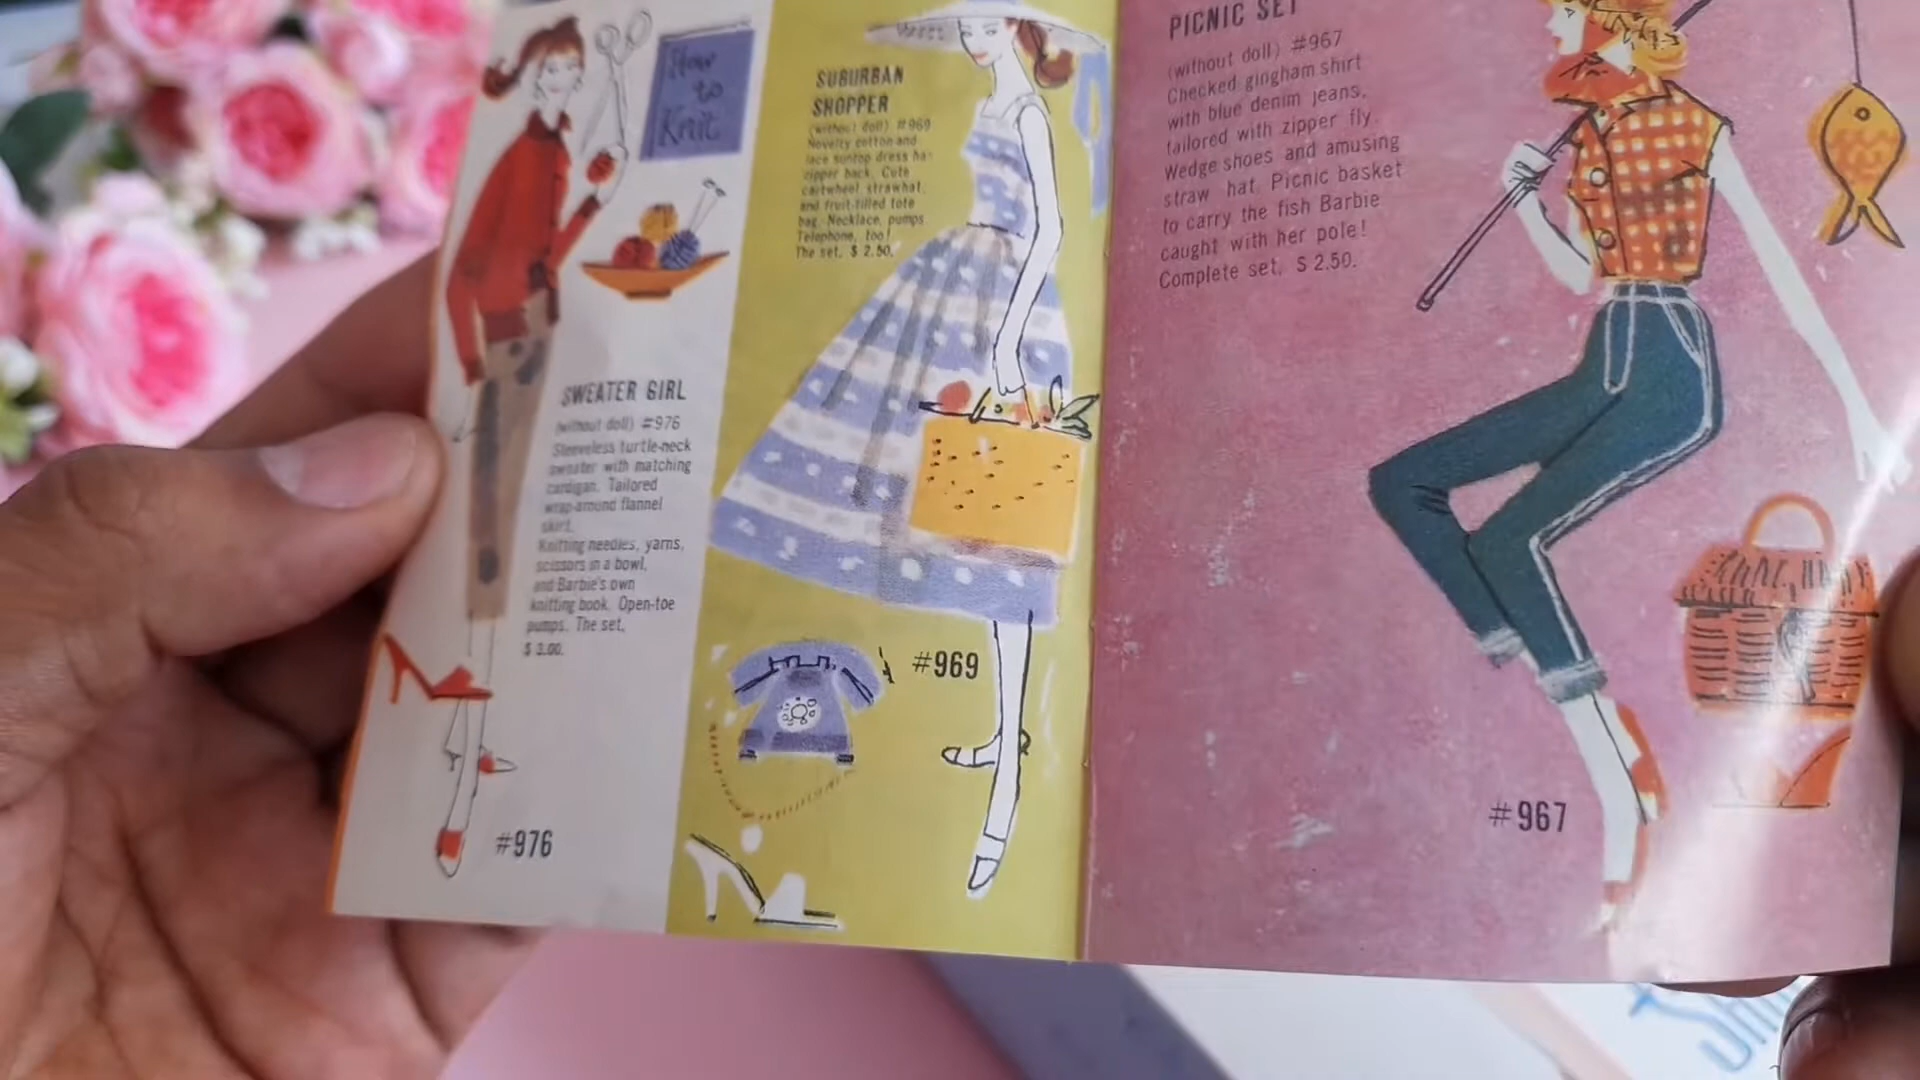 How
to
Knit
SWEATER GIRL
(without doll) #976
Sleeveless turtle-neck
sweater with matching
cardigan. Tailored
wrap-around flannel
skirt.
Knitting needles, yarns,
scissors in a bowl,
and Barbie's own
knitting book. Open-toe
pumps. The set,
$ 3.00.
#976
SUBURBAN
SHOPPER
(without doll) #969
Novelty cotton and
lace suntop dress has
zipper back. Cute
cartwheel strawhat,
and fruit-filled tote
bag. Necklace, pumps
Telephone, too!
The set, $ 2.50.
#969
PICNIC SET
(without doll) #967
Checked gingham shirt
with blue denim jeans,
tailored with zipper fly.
Wedge shoes and amusing
straw hat. Picnic basket
to carry the fish Barbie
caught with her pole!
Complete set, $ 2.50.
#967